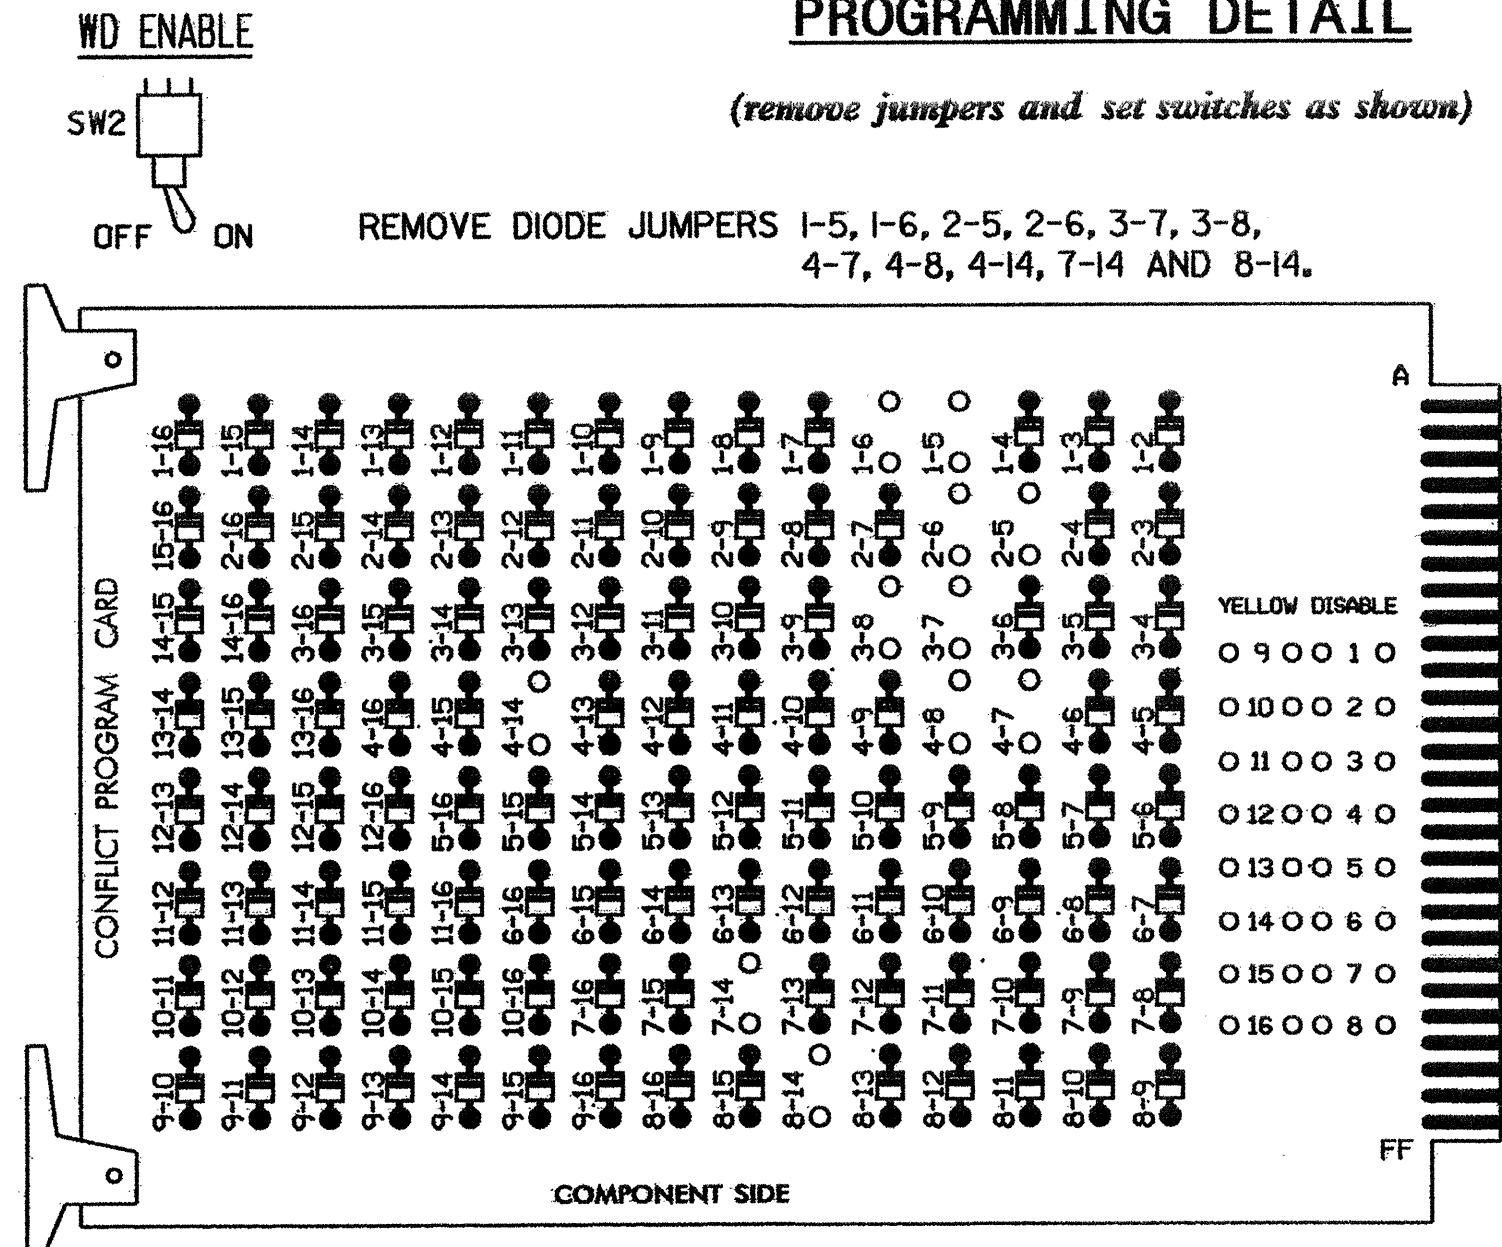 WD ENABLE
PROGRAMMING DETAIL
(remove jumpers and set switches as shown)
SW2
OFF ON
REMOVE DIODE JUMPERS 1-5, 1-6, 2-5, 2-6, 3-7, 3-8,
4-7, 4-8, 4-14, 7-14 AND 8-14.
A
1-16 1-15 1-14 1-13 1-12 1-11 1-10 1-9 1-8 1-7 1-6 1-5 1-4 1-3 1-2
15-16 2-16 2-15 2-14 2-13 2-12 2-11 2-10 2-9 2-8 2-7 2-6 2-5 2-4 2-3
14-15 14-16 3-16 3-15 3-14 3-13 3-12 3-11 3-10 3-9 3-8 3-7 3-6 3-5 3-4
13-14 13-15 13-16 4-16 4-15 4-14 4-13 4-12 4-11 4-10 4-9 4-8 4-7 4-6 4-5
12-13 12-14 12-15 12-16 5-16 5-15 5-14 5-13 5-12 5-11 5-10 5-9 5-8 5-7 5-6
11-12 11-13 11-14 11-15 11-16 6-16 6-15 6-14 6-13 6-12 6-11 6-10 6-9 6-8 6-7
10-11 10-12 10-13 10-14 10-15 10-16 7-16 7-15 7-14 7-13 7-12 7-11 7-10 7-9 7-8
9-10 9-11 9-12 9-13 9-14 9-15 9-16 8-16 8-15 8-14 8-13 8-12 8-11 8-10 8-9
CONFLICT PROGRAM CARD
YELLOW DISABLE
9 1
10 2
11 3
12 4
13 5
14 6
15 7
16 8
FF
COMPONENT SIDE